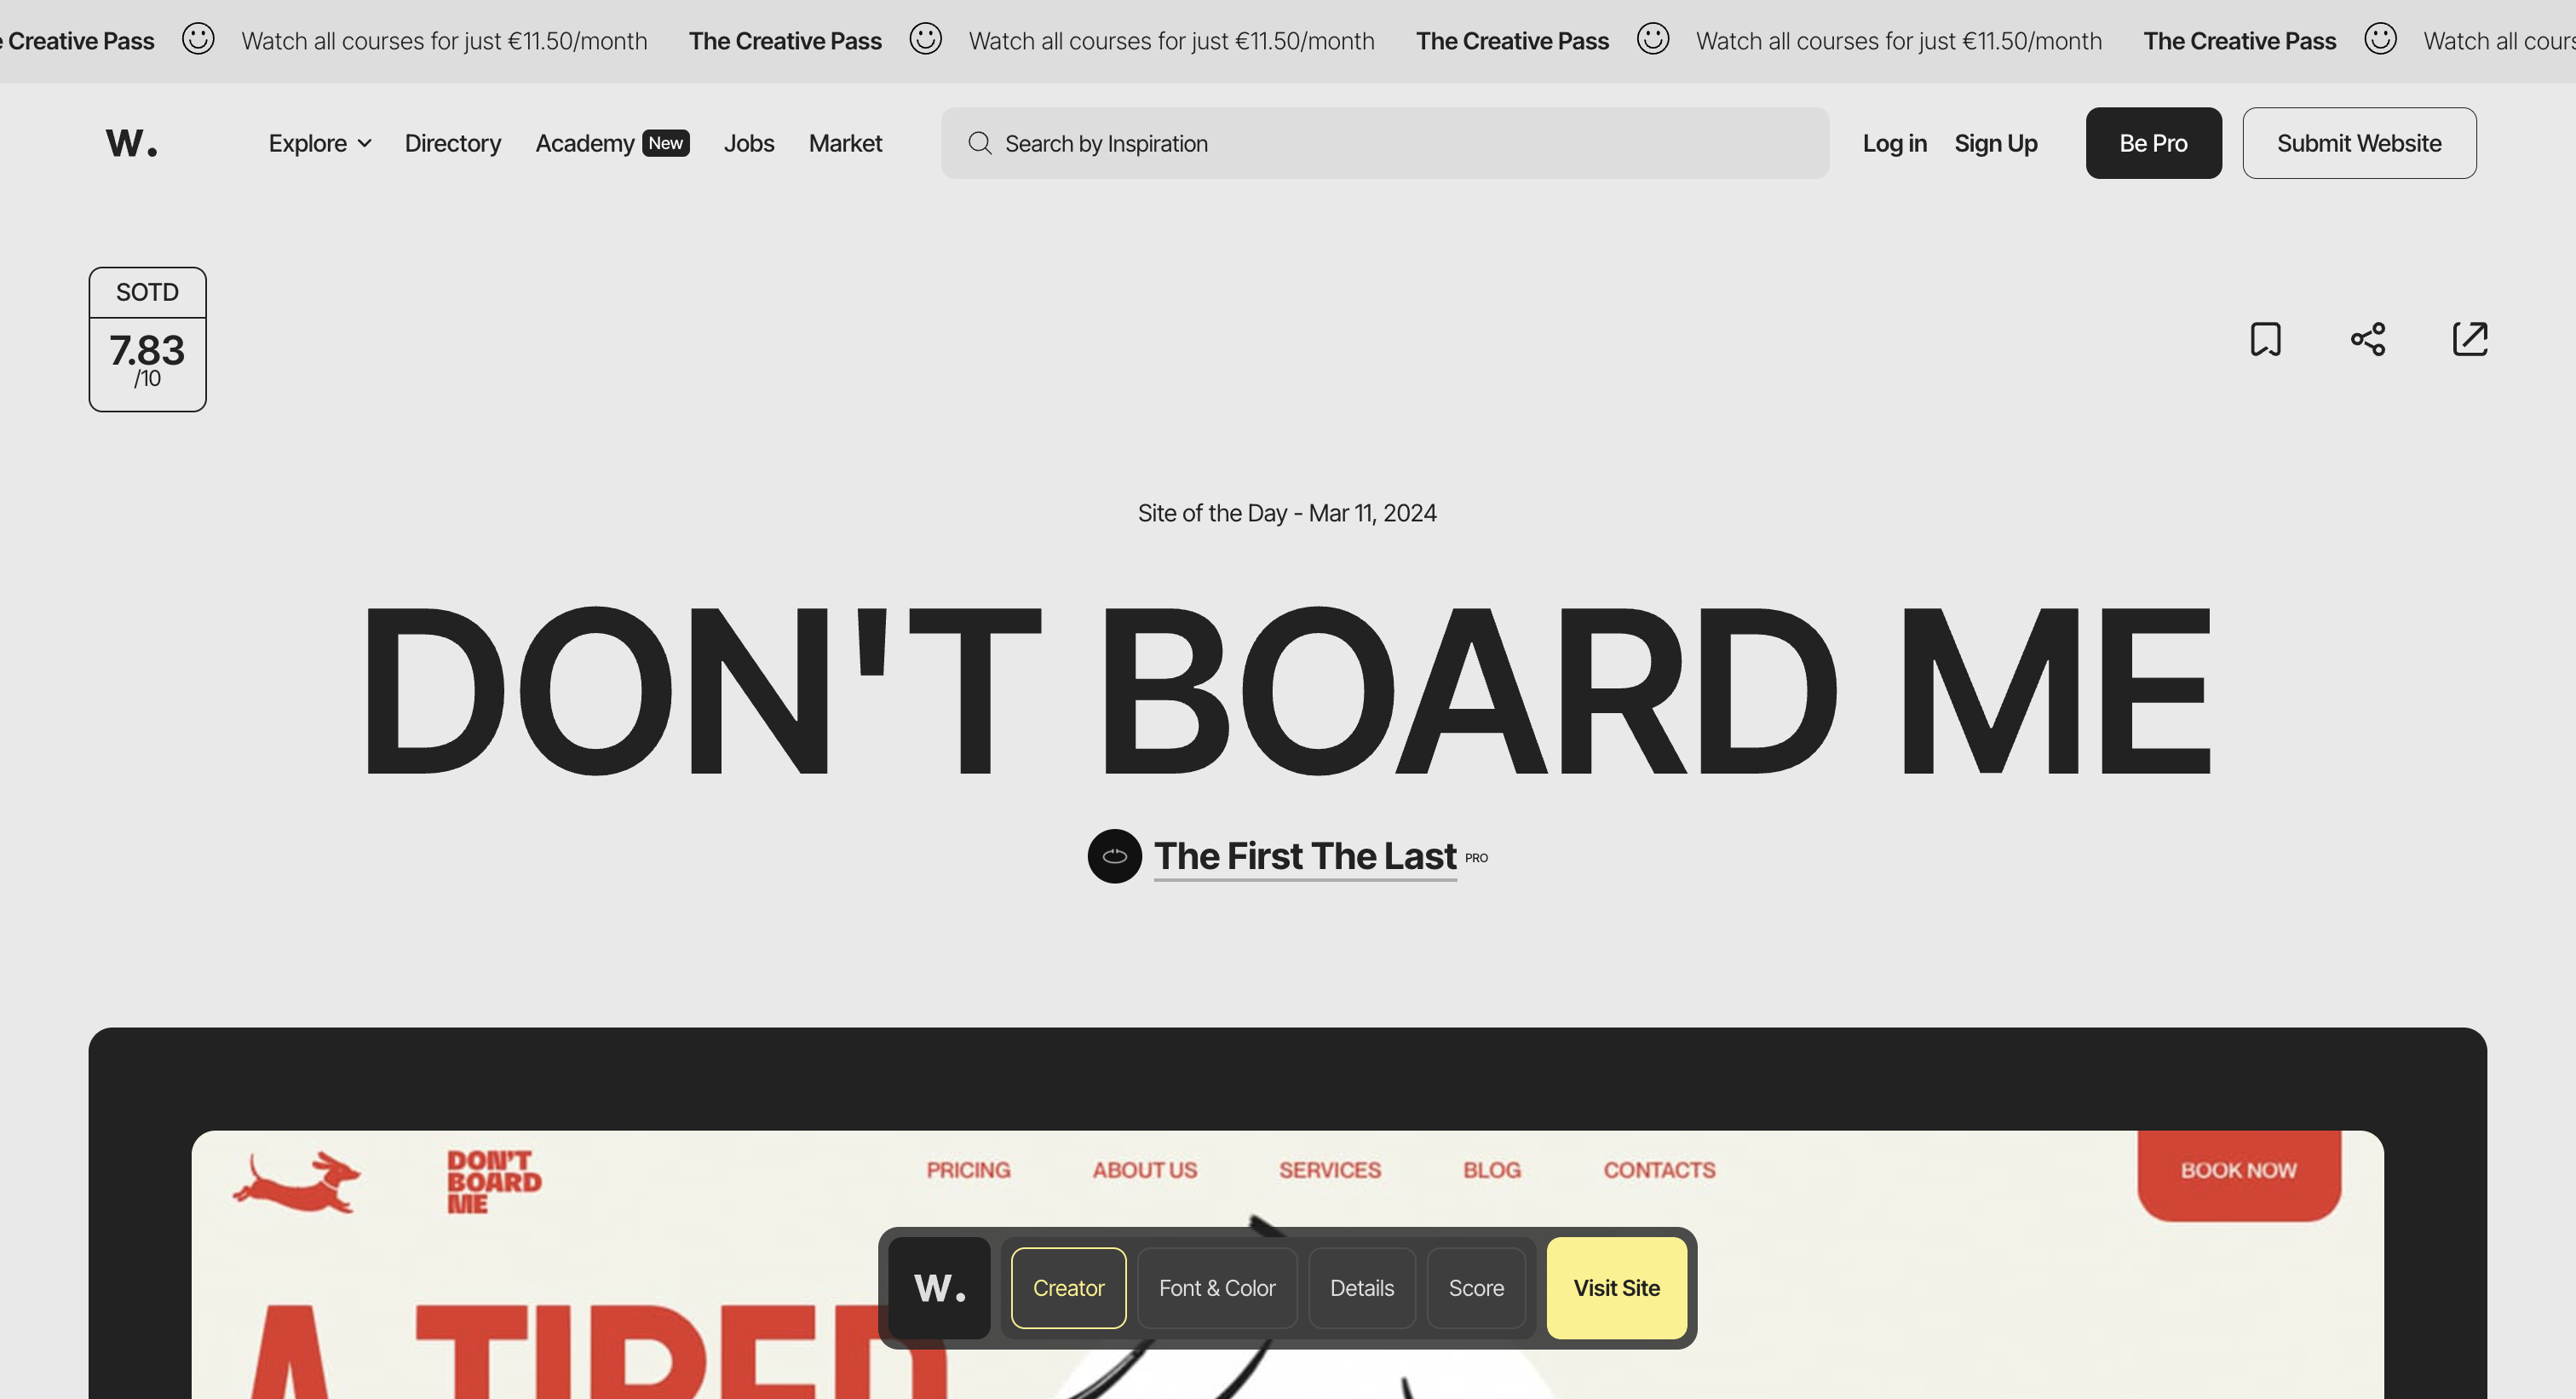 Creative Pass Watch all courses for just €11.50/month The Creative Pass Watch all courses for just €11.50/month The Creative Pass Watch all courses for just €11.50/month The Creative Pass Watch all
W. Explore Directory Academy New Jobs Market Search by Inspiration Log in Sign Up Be Pro Submit Website
SOTD
7.83
/10
Site of the Day - Mar 11, 2024
DON'T BOARD ME
The First The Last PRO
DON'T
BOARD
ME
PRICING ABOUT US SERVICES BLOG CONTACTS BOOK NOW
A TIRED
W. Creator Font & Color Details Score Visit Site